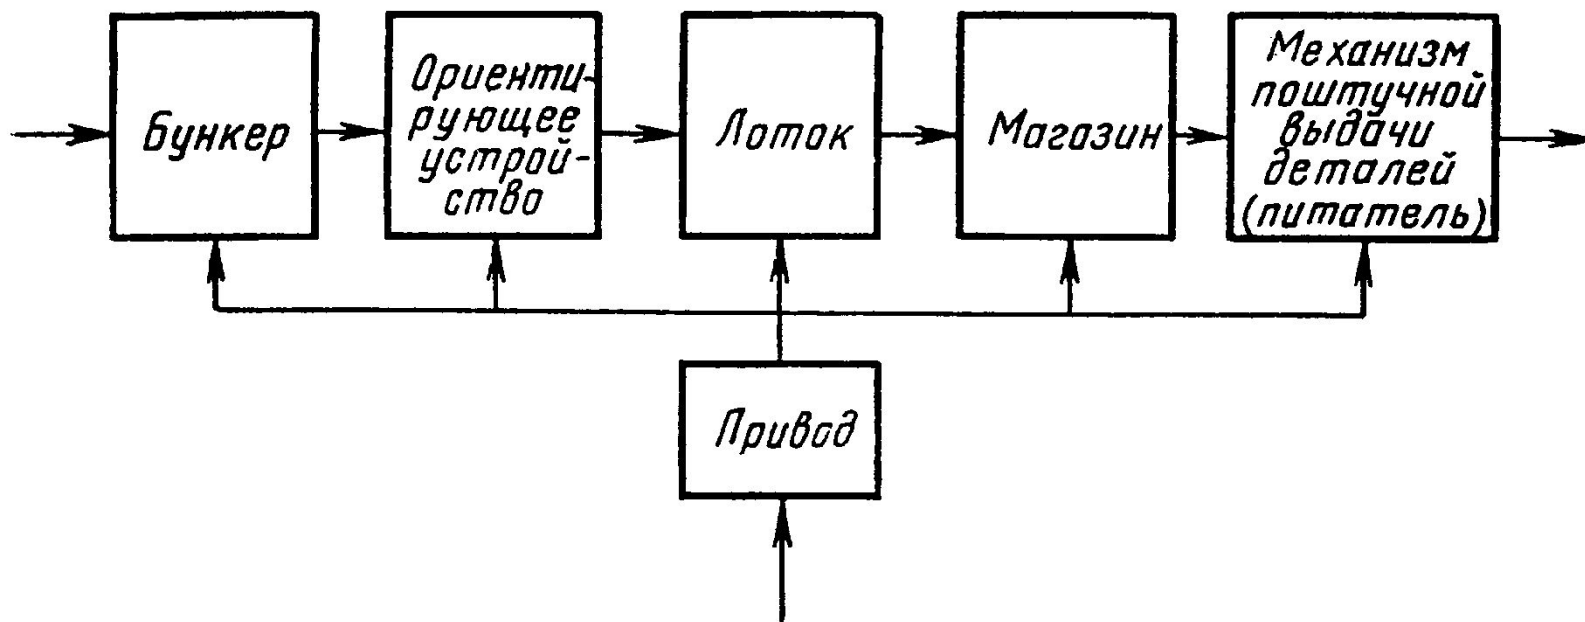 Бункер
Ориенти-
рующее
устрой-
ство
Лоток
Магазин
Механизм
поштучной
выдачи
деталей
(питатель)
Привод